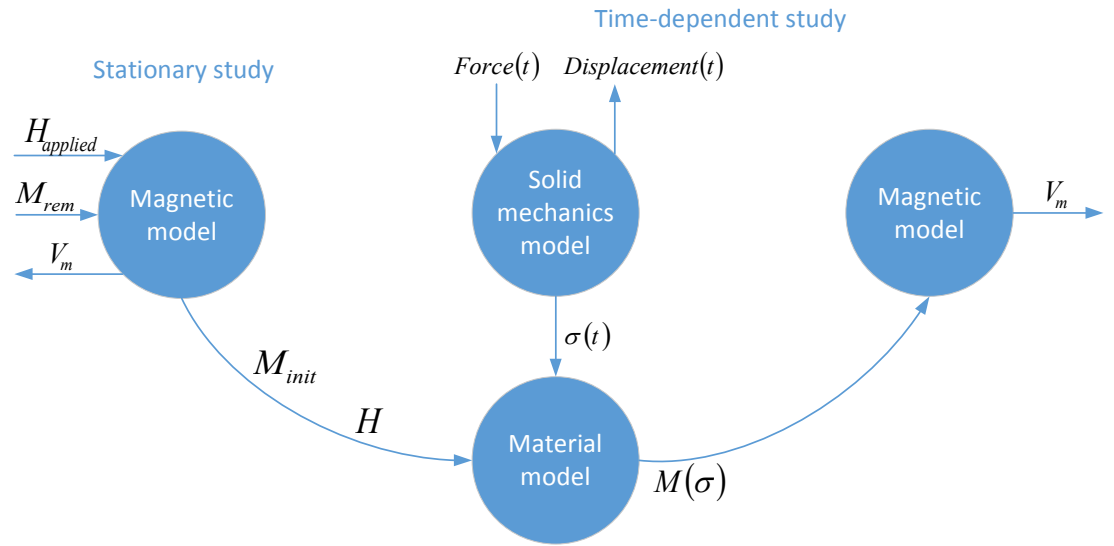 Time-dependent study
Stationary study
Force(t)
Displacement(t)
H_applied
M_rem
V_m
Magnetic
model
Solid
mechanics
model
Magnetic
model
V_m
σ(t)
M_init
H
Material
model
M(σ)